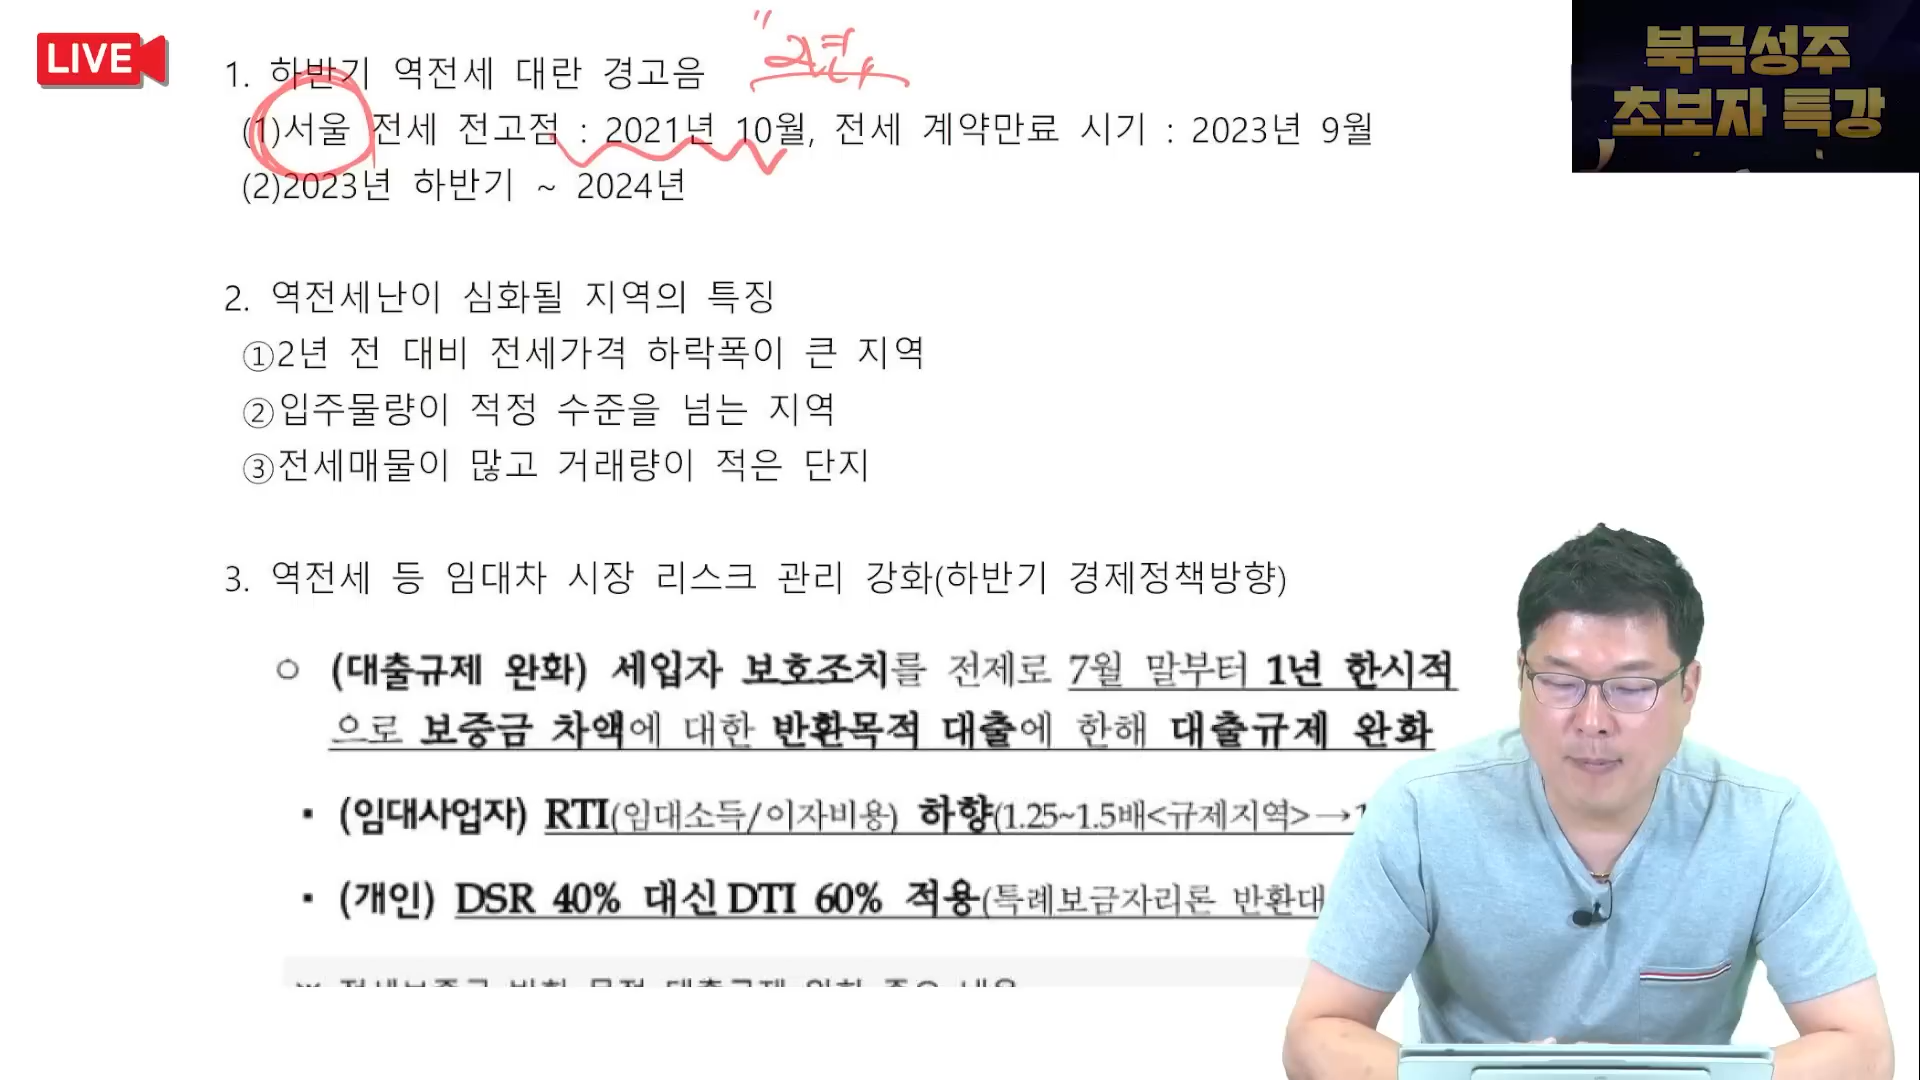 LIVE
북극성주
초보자 특강
"2년"
1. 하반기 역전세 대란 경고음
(1)서울 전세 전고점 : 2021년 10월, 전세 계약만료 시기 : 2023년 9월
(2)2023년 하반기 ~ 2024년
2. 역전세난이 심화될 지역의 특징
①2년 전 대비 전세가격 하락폭이 큰 지역
②입주물량이 적정 수준을 넘는 지역
③전세매물이 많고 거래량이 적은 단지
3. 역전세 등 임대차 시장 리스크 관리 강화(하반기 경제정책방향)
○ (대출규제 완화) 세입자 보호조치를 전제로 7월 말부터 1년 한시적
으로 보증금 차액에 대한 반환목적 대출에 한해 대출규제 완화
▪ (임대사업자) RTI(임대소득/이자비용) 하향(1.25~1.5배<규제지역>→1
▪ (개인) DSR 40% 대신 DTI 60% 적용(특례보금자리론 반환대